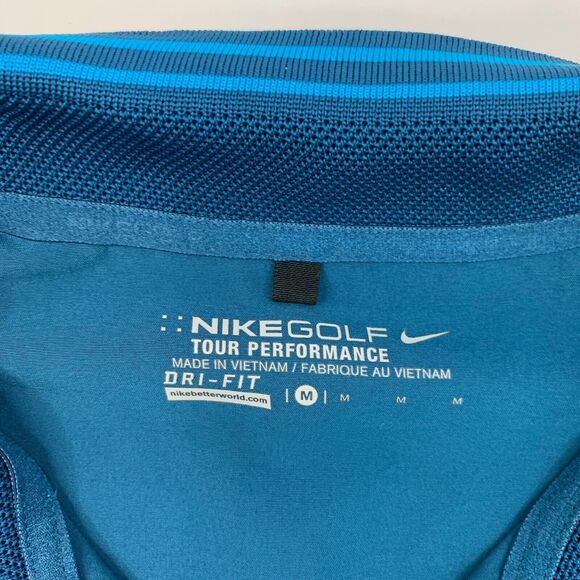 NIKEGOLF
TOUR PERFORMANCE
MADE IN VIETNAM / FABRIQUE AU VIETNAM
DRI-FIT
nikebetterworld.com
| M | M M M